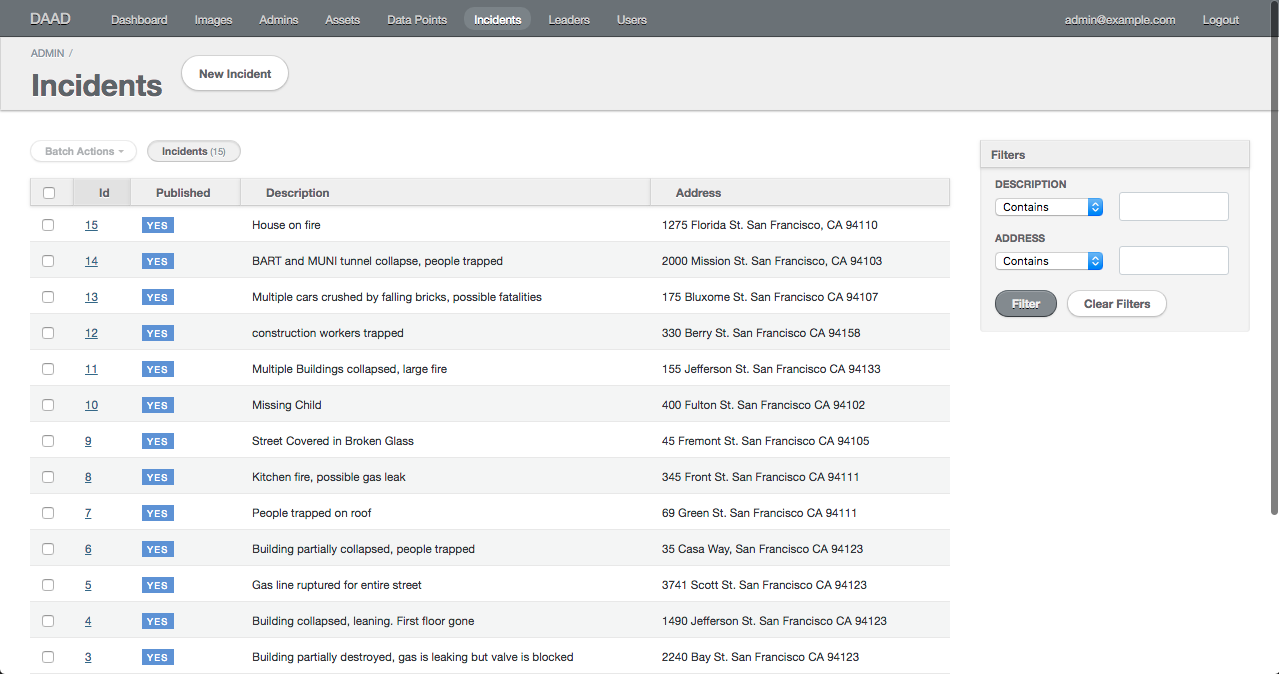 DAAD Dashboard Images Admins Assets Data Points Incidents Leaders Users admin@example.com Logout
ADMIN /
Incidents New Incident
Batch Actions Incidents (15)
Id Published Description Address
15 YES House on fire 1275 Florida St. San Francisco, CA 94110
14 YES BART and MUNI tunnel collapse, people trapped 2000 Mission St. San Francisco, CA 94103
13 YES Multiple cars crushed by falling bricks, possible fatalities 175 Bluxome St. San Francisco CA 94107
12 YES construction workers trapped 330 Berry St. San Francisco CA 94158
11 YES Multiple Buildings collapsed, large fire 155 Jefferson St. San Francisco CA 94133
10 YES Missing Child 400 Fulton St. San Francisco CA 94102
9 YES Street Covered in Broken Glass 45 Fremont St. San Francisco CA 94105
8 YES Kitchen fire, possible gas leak 345 Front St. San Francisco CA 94111
7 YES People trapped on roof 69 Green St. San Francisco CA 94111
6 YES Building partially collapsed, people trapped 35 Casa Way, San Francisco CA 94123
5 YES Gas line ruptured for entire street 3741 Scott St. San Francisco CA 94123
4 YES Building collapsed, leaning. First floor gone 1490 Jefferson St. San Francisco CA 94123
3 YES Building partially destroyed, gas is leaking but valve is blocked 2240 Bay St. San Francisco CA 94123
Filters
DESCRIPTION
Contains
ADDRESS
Contains
Filter Clear Filters